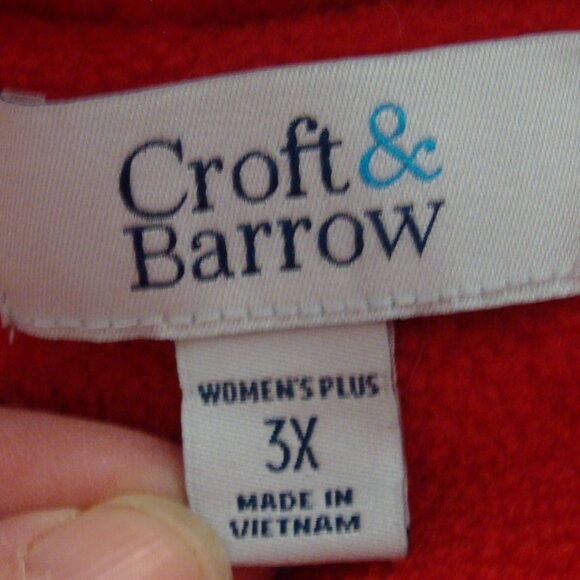 Croft &
Barrow
WOMEN'S PLUS
3X
MADE IN
VIETNAM